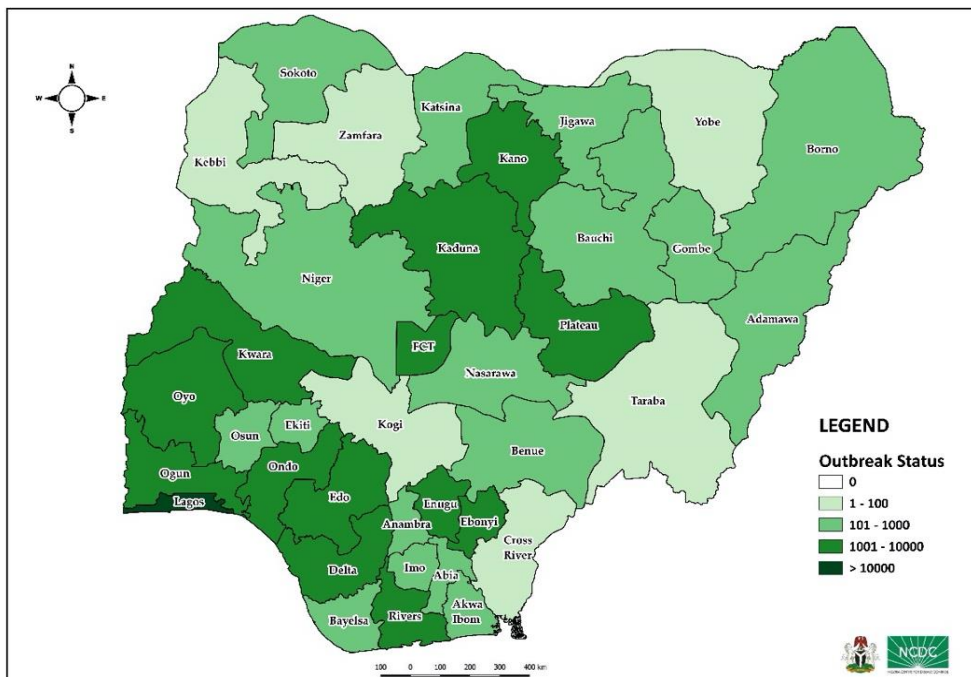 N
W E
S
Sokoto
Katsina
Jigawa
Yobe
Borno
Kebbi
Zamfara
Kano
Kaduna
Bauchi
Gombe
Niger
Adamawa
Plateau
FCT
Kwara
Nasarawa
Oyo
Taraba
Kogi
Osun
Ekiti
Benue
Ogun
Ondo
Lagos
Edo
Enugu
Ebonyi
Anambra
Cross
River
Delta
Imo
Abia
Bayelsa
Rivers
Akwa
Ibom
LEGEND
Outbreak Status
0
1 - 100
101 - 1000
1001 - 10000
> 10000
100 0 100 200 300 400 km
NCDC